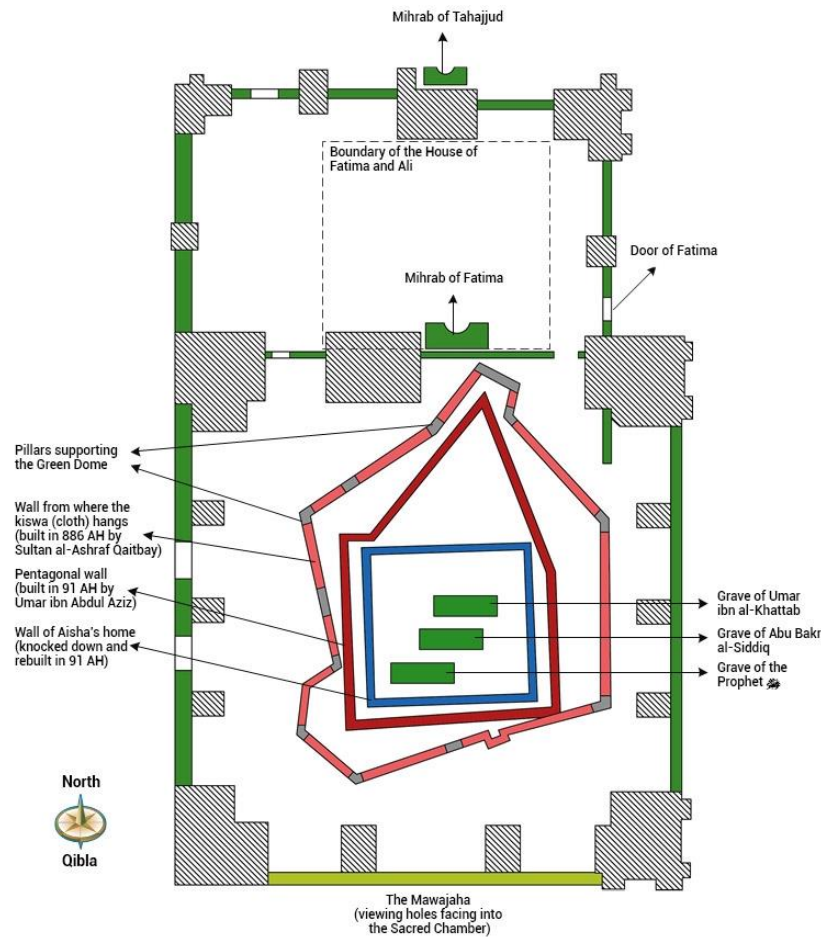 Mihrab of Tahajjud
Boundary of the House of
Fatima and Ali
Door of Fatima
Mihrab of Fatima
Pillars supporting
the Green Dome
Wall from where the
kiswa (cloth) hangs
(built in 886 AH by
Sultan al-Ashraf Qaitbay)
Pentagonal wall
(built in 91 AH by
Umar ibn Abdul Aziz)
Wall of Aisha's home
(knocked down and
rebuilt in 91 AH)
Grave of Umar
ibn al-Khattab
Grave of Abu Bakr
al-Siddiq
Grave of the
Prophet ﷺ
North
Qibla
The Mawajaha
(viewing holes facing into
the Sacred Chamber)